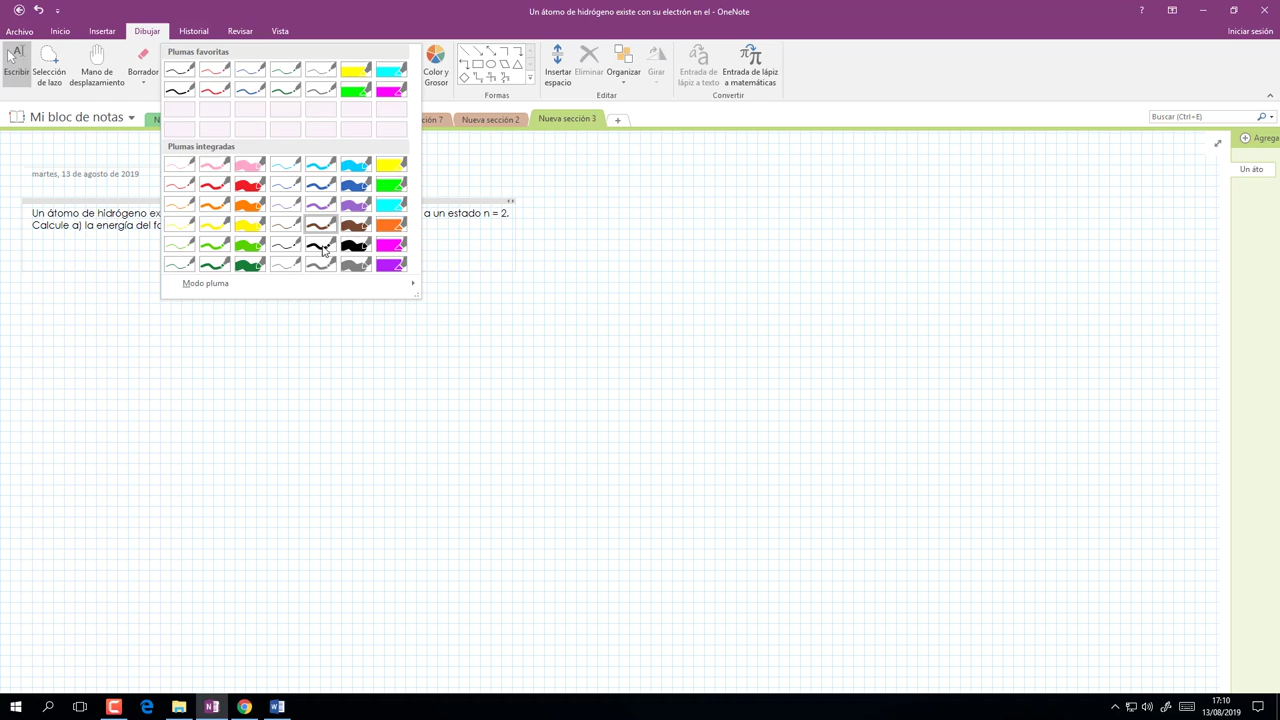 Un átomo de hidrógeno existe con su electrón en el - OneNote
?
Archivo
Inicio
Insertar
Dibujar
Historial
Revisar
Vista
Iniciar sesión
Escribir
Selección de lazo
Mano de desplazamiento
Borrador
Color y Grosor
Formas
Insertar espacio
Eliminar
Organizar
Girar
Editar
Entrada de lápiz a texto
Entrada de lápiz a matemáticas
Convertir
Plumas favoritas
Plumas integradas
Modo pluma
Mi bloc de notas
N
ción 7
Nueva sección 2
Nueva sección 3
+
Buscar (Ctrl+E)
Agrega
Un áto
martes, 13 de agosto de 2019
Un átomo de hidrógeno ex a un estado n = 2.
Calcule a) la energía del fo
17:10
13/08/2019